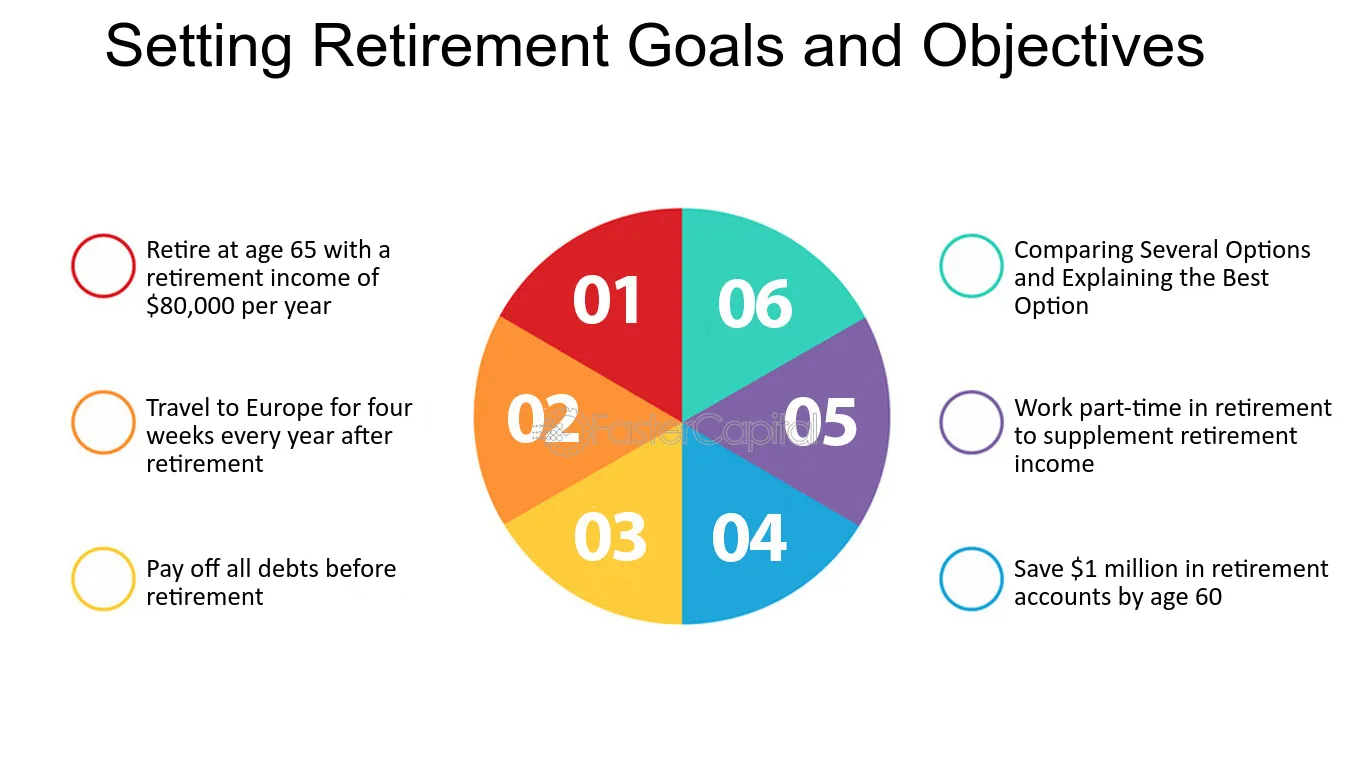 Setting Retirement Goals and Objectives
Retire at age 65 with a
retirement income of
$80,000 per year
Travel to Europe for four
weeks every year after
retirement
Pay off all debts before
retirement
01
06
02
05
03
04
FasterCapital
Comparing Several Options
and Explaining the Best
Option
Work part-time in retirement
to supplement retirement
income
Save $1 million in retirement
accounts by age 60